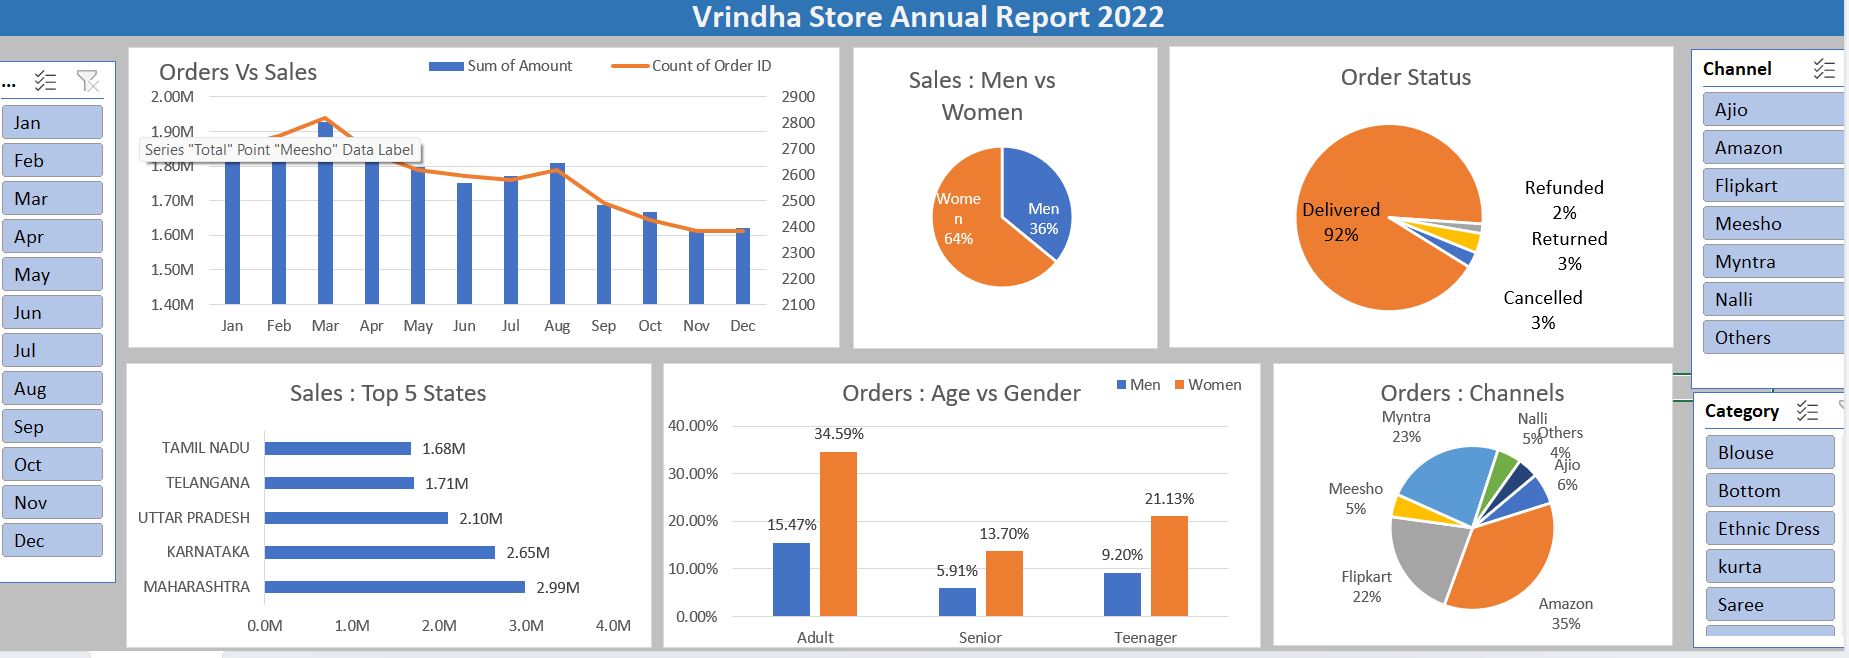 Vrindha Store Annual Report 2022
...
Jan
Feb
Mar
Apr
May
Jun
Jul
Aug
Sep
Oct
Nov
Dec
Orders Vs Sales
Sum of Amount
Count of Order ID
2.00M
1.90M
1.80M
1.70M
1.60M
1.50M
1.40M
2900
2800
2700
2600
2500
2400
2300
2200
2100
Series "Total" Point "Meesho" Data Label
Jan Feb Mar Apr May Jun Jul Aug Sep Oct Nov Dec
Sales : Men vs
Women
Wome
n
64%
Men
36%
Order Status
Delivered
92%
Refunded
2%
Returned
3%
Cancelled
3%
Channel
Ajio
Amazon
Flipkart
Meesho
Myntra
Nalli
Others
Sales : Top 5 States
TAMIL NADU 1.68M
TELANGANA 1.71M
UTTAR PRADESH 2.10M
KARNATAKA 2.65M
MAHARASHTRA 2.99M
0.0M 1.0M 2.0M 3.0M 4.0M
Orders : Age vs Gender
Men
Women
40.00%
30.00%
20.00%
10.00%
0.00%
15.47%
34.59%
5.91%
13.70%
9.20%
21.13%
Adult Senior Teenager
Orders : Channels
Myntra
23%
Nalli
5%
Others
4%
Ajio
6%
Meesho
5%
Flipkart
22%
Amazon
35%
Category
Blouse
Bottom
Ethnic Dress
kurta
Saree